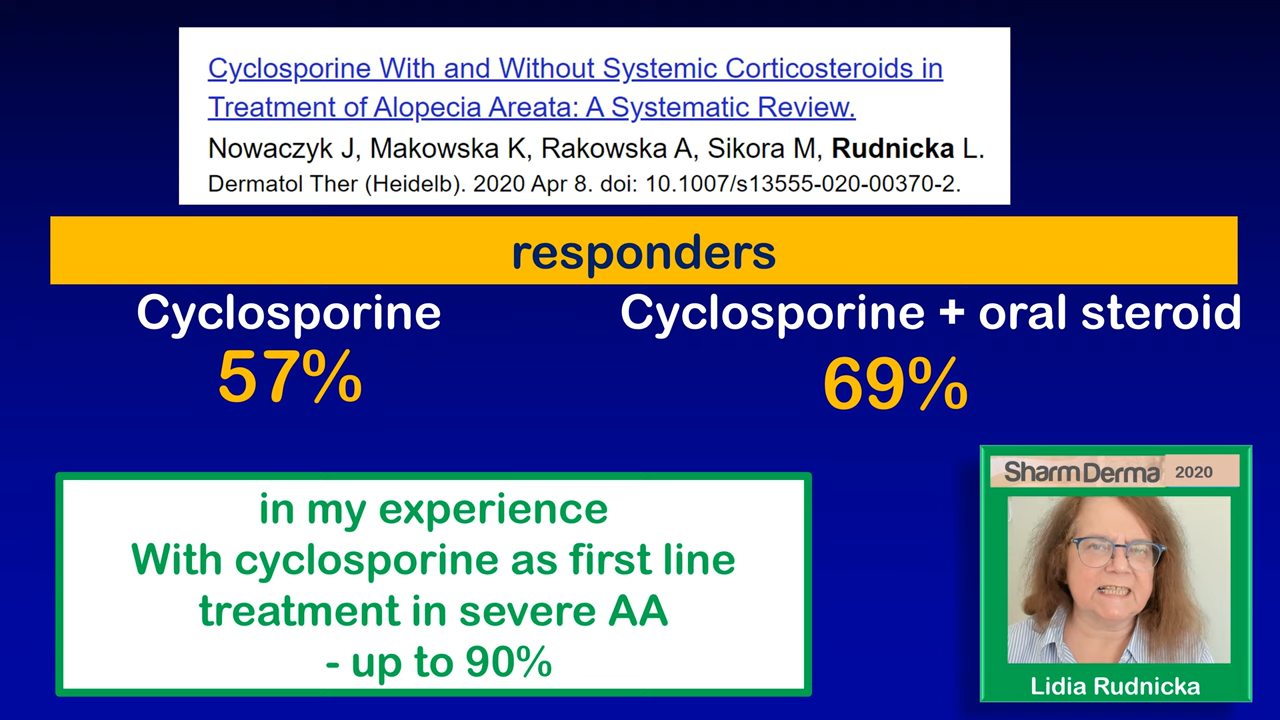 Cyclosporine With and Without Systemic Corticosteroids in
Treatment of Alopecia Areata: A Systematic Review.
Nowaczyk J, Makowska K, Rakowska A, Sikora M, Rudnicka L.
Dermatol Ther (Heidelb). 2020 Apr 8. doi: 10.1007/s13555-020-00370-2.
responders
Cyclosporine
57%
Cyclosporine + oral steroid
69%
in my experience
With cyclosporine as first line
treatment in severe AA
- up to 90%
SharmDerma 2020
Lidia Rudnicka